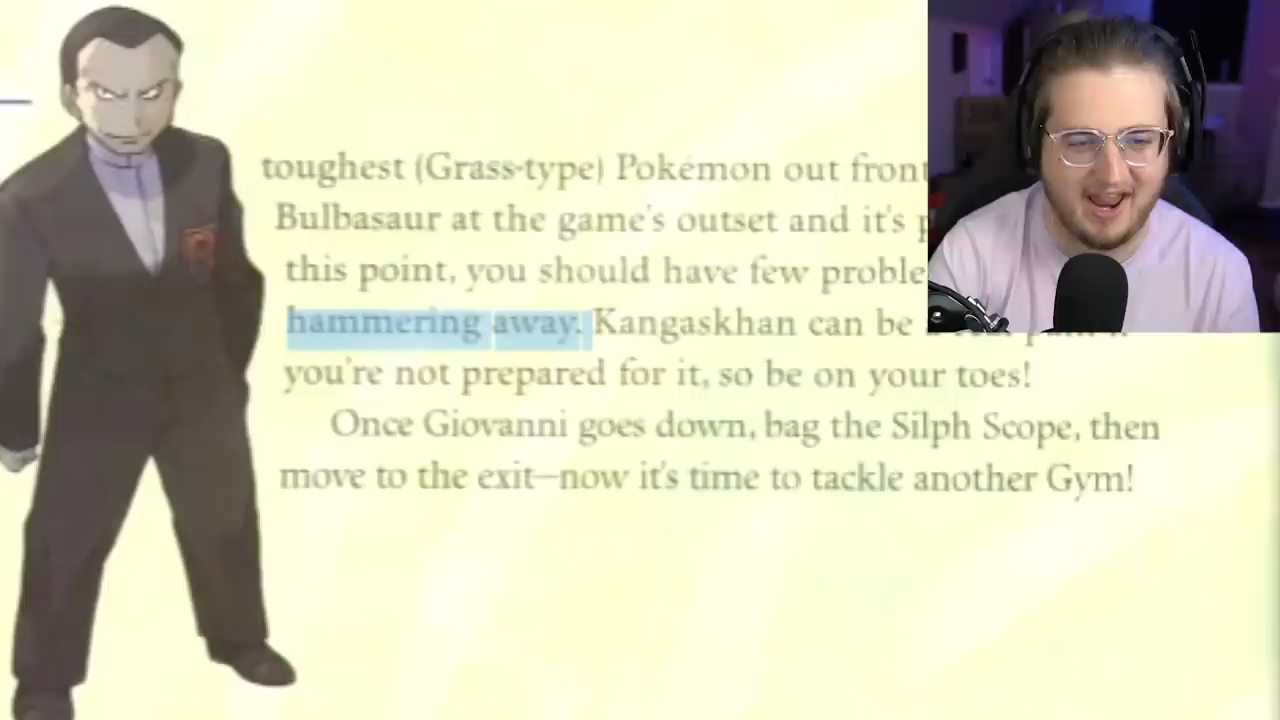 toughest (Grass-type) Pokémon out front
Bulbasaur at the game's outset and it's
this point, you should have few
hammering away. Kangaskhan can be
you're not prepared for it, so be on your toes!
Once Giovanni goes down, bag the Silph Scope, then
move to the exit—now it's time to tackle another Gym!